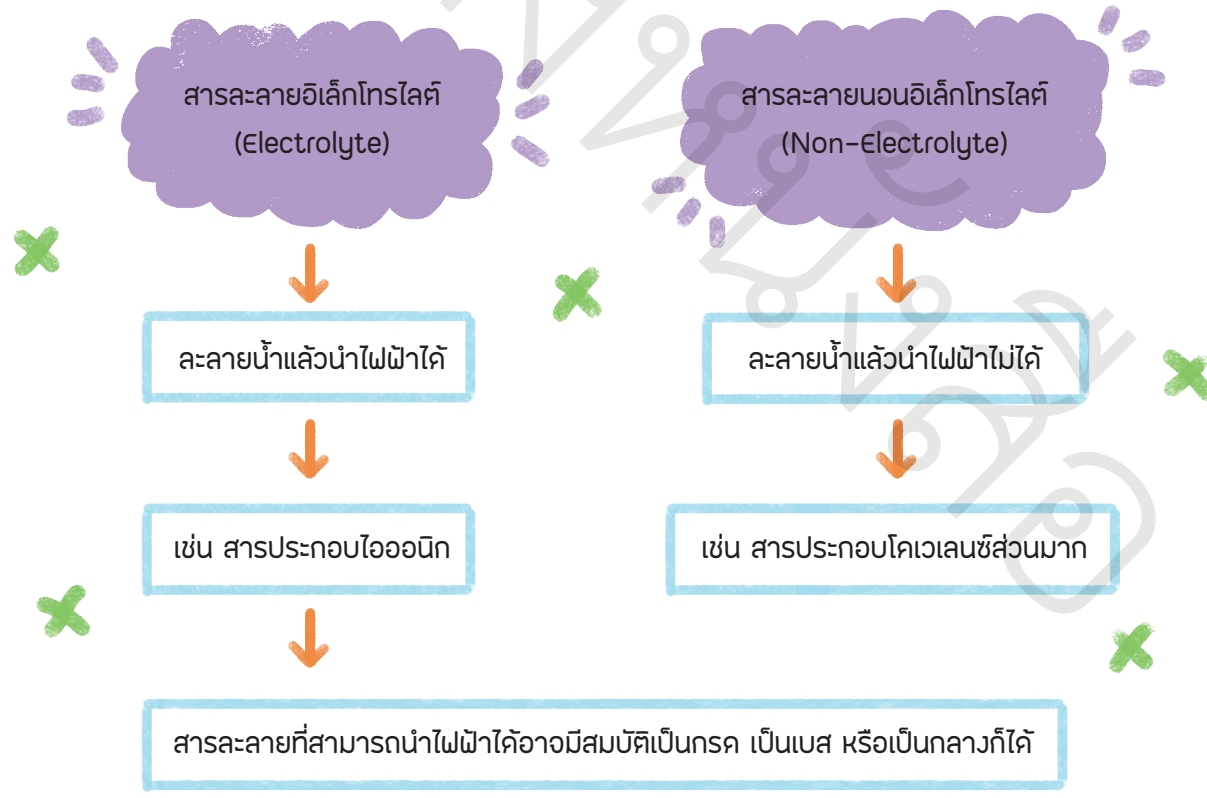 สารละลายอิเล็กโทรไลต์
(Electrolyte)
ละลายน้ำแล้วนำไฟฟ้าได้
เช่น สารประกอบไอออนิก
สารละลายนอนอิเล็กโทรไลต์
(Non-Electrolyte)
ละลายน้ำแล้วนำไฟฟ้าไม่ได้
เช่น สารประกอบโคเวเลนซ์ส่วนมาก
สารละลายที่สามารถนำไฟฟ้าได้อาจมีสมบัติเป็นกรด เป็นเบส หรือเป็นกลางก็ได้